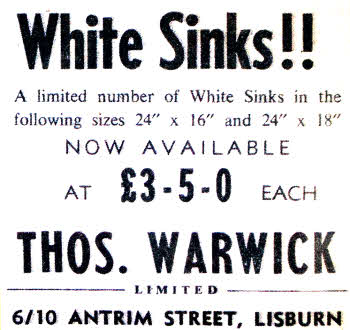 White Sinks!!
A limited number of White Sinks in the
following sizes 24" x 16" and 24" x 18"
NOW AVAILABLE
AT £3-5-0 EACH
THOS. WARWICK
LIMITED
6/10 ANTRIM STREET, LISBURN